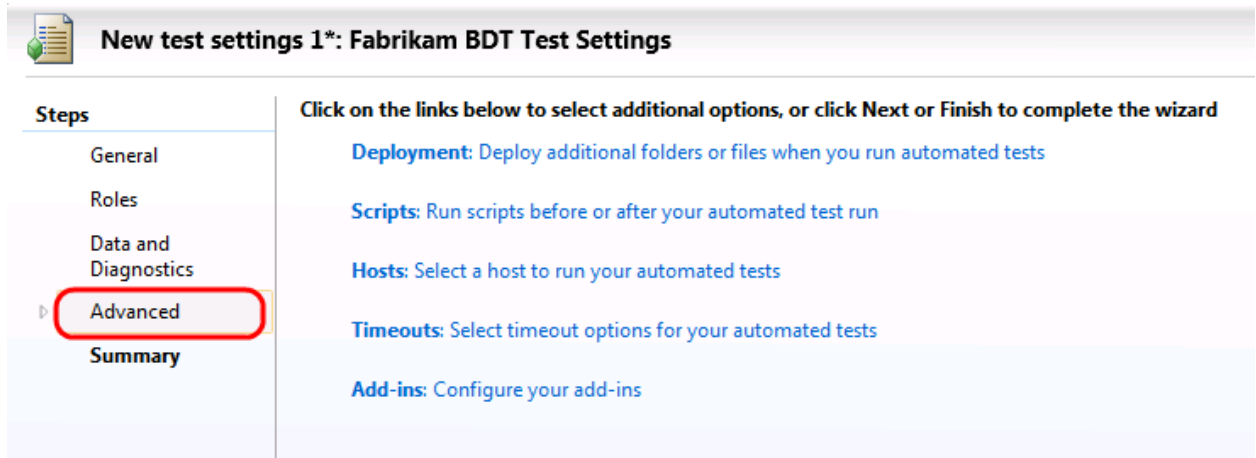 New test settings 1*: Fabrikam BDT Test Settings
Steps
General
Roles
Data and
Diagnostics
Advanced
Summary
Click on the links below to select additional options, or click Next or Finish to complete the wizard
Deployment: Deploy additional folders or files when you run automated tests
Scripts: Run scripts before or after your automated test run
Hosts: Select a host to run your automated tests
Timeouts: Select timeout options for your automated tests
Add-ins: Configure your add-ins